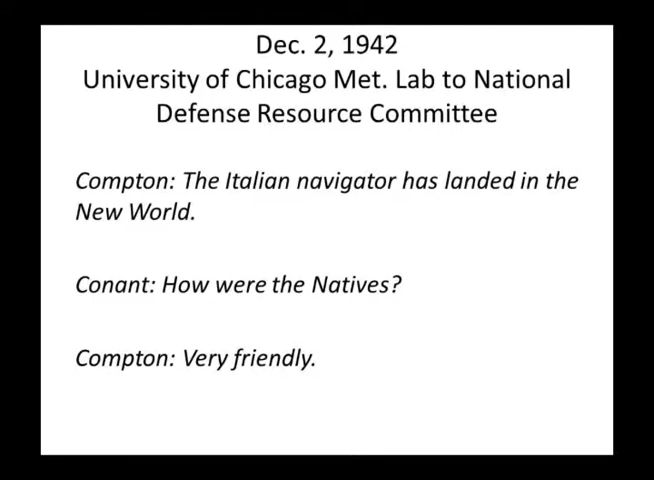 Dec. 2, 1942
University of Chicago Met. Lab to National
Defense Resource Committee
Compton: The Italian navigator has landed in the
New World.
Conant: How were the Natives?
Compton: Very friendly.